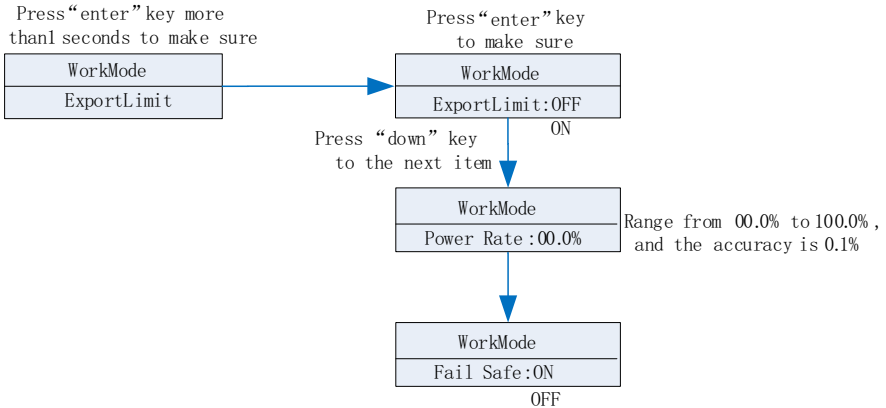 Press“enter”key more
than1 seconds to make sure
WorkMode
ExportLimit
Press“enter”key
to make sure
WorkMode
ExportLimit:OFF
ON
Press “down” key
to the next item
WorkMode
Power Rate:00.0%
Range from 00.0% to 100.0%,
and the accuracy is 0.1%
WorkMode
Fail Safe:ON
OFF